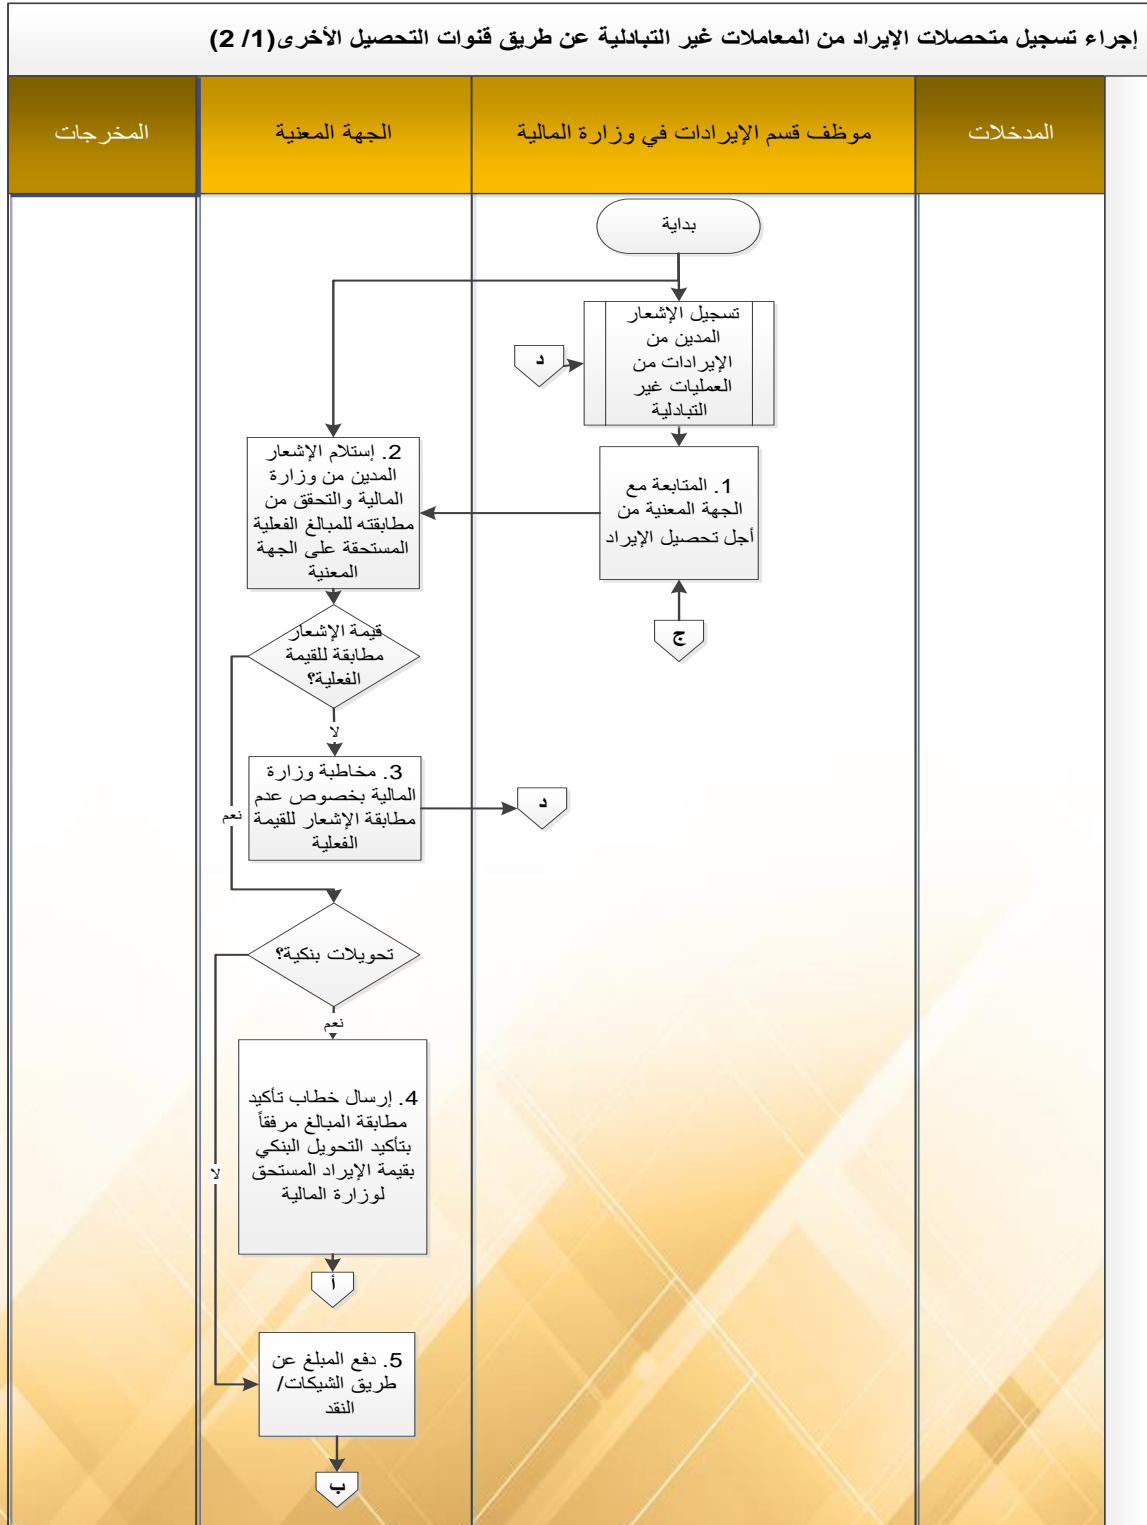 إجراء تسجيل متحصلات الإيراد من المعاملات غير التبادلية عن طريق قنوات التحصيل الأخرى(1/ 2)
المدخلات
موظف قسم الإيرادات في وزارة المالية
الجهة المعنية
المخرجات
بداية
تسجيل الإشعار
المدين من
الإيرادات من
العمليات غير
التبادلية
د
1. المتابعة مع
الجهة المعنية من
أجل تحصيل الإيراد
ج
2. إستلام الإشعار
المدين من وزارة
المالية والتحقق من
مطابقته للمبالغ الفعلية
المستحقة على الجهة
المعنية
قيمة الإشعار
مطابقة للقيمة
الفعلية؟
لا
نعم
3. مخاطبة وزارة
المالية بخصوص عدم
مطابقة الإشعار للقيمة
الفعلية
د
تحويلات بنكية؟
نعم
لا
4. إرسال خطاب تأكيد
مطابقة المبالغ مرفقاً
بتأكيد التحويل البنكي
بقيمة الإيراد المستحق
لوزارة المالية
أ
5. دفع المبلغ عن
طريق الشيكات/
النقد
ب